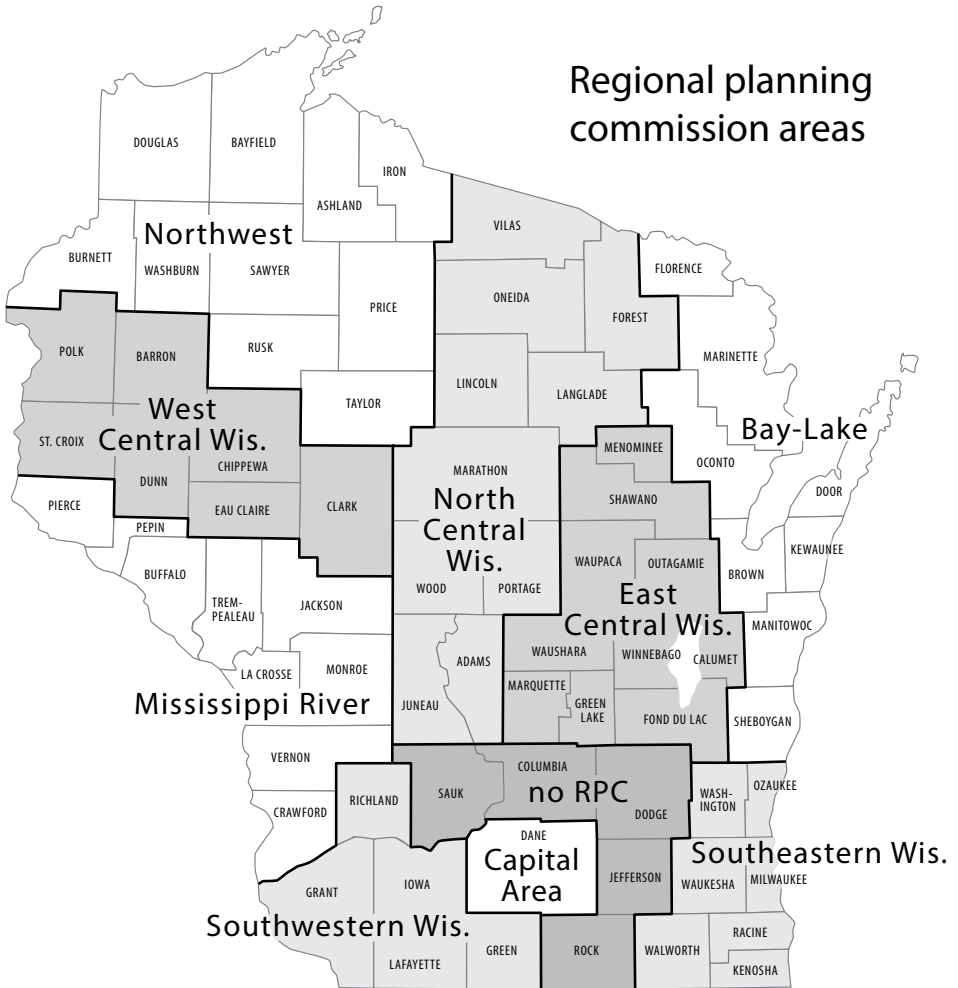 Regional planning
commission areas
DOUGLAS
BAYFIELD
IRON
ASHLAND
Northwest
VILAS
BURNETT
WASHBURN
SAWYER
FLORENCE
ONEIDA
PRICE
FOREST
RUSK
POLK
BARRON
MARINETTE
LINCOLN
LANGLADE
TAYLOR
West
Central Wis.
ST. CROIX
CHIPPEWA
Bay-Lake
MENOMINEE
OCONTO
MARATHON
DUNN
DOOR
North
Central
Wis.
SHAWANO
PIERCE
EAU CLAIRE
CLARK
PEPIN
KEWAUNEE
WAUPACA
OUTAGAMIE
BROWN
BUFFALO
WOOD
PORTAGE
East
Central Wis.
TREM-
PEALEAU
JACKSON
MANITOWOC
WAUSHARA
WINNEBAGO
CALUMET
ADAMS
LA CROSSE
MONROE
MARQUETTE
GREEN
LAKE
Mississippi River
JUNEAU
FOND DU LAC
SHEBOYGAN
VERNON
COLUMBIA
no RPC
SAUK
RICHLAND
CRAWFORD
DODGE
WASH-
INGTON
OZAUKEE
DANE
Capital
Area
Southeastern Wis.
JEFFERSON
WAUKESHA
MILWAUKEE
GRANT
IOWA
Southwestern Wis.
RACINE
GREEN
ROCK
WALWORTH
LAFAYETTE
KENOSHA